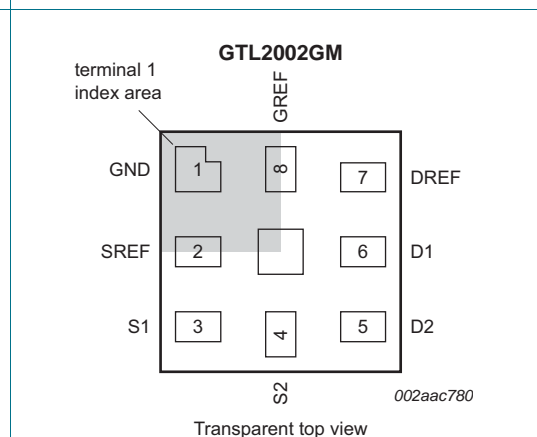 GTL2002GM
terminal 1
index area
GREF
GND 1 8 7 DREF
SREF 2 6 D1
S1 3 4 5 D2
S2
002aac780
Transparent top view